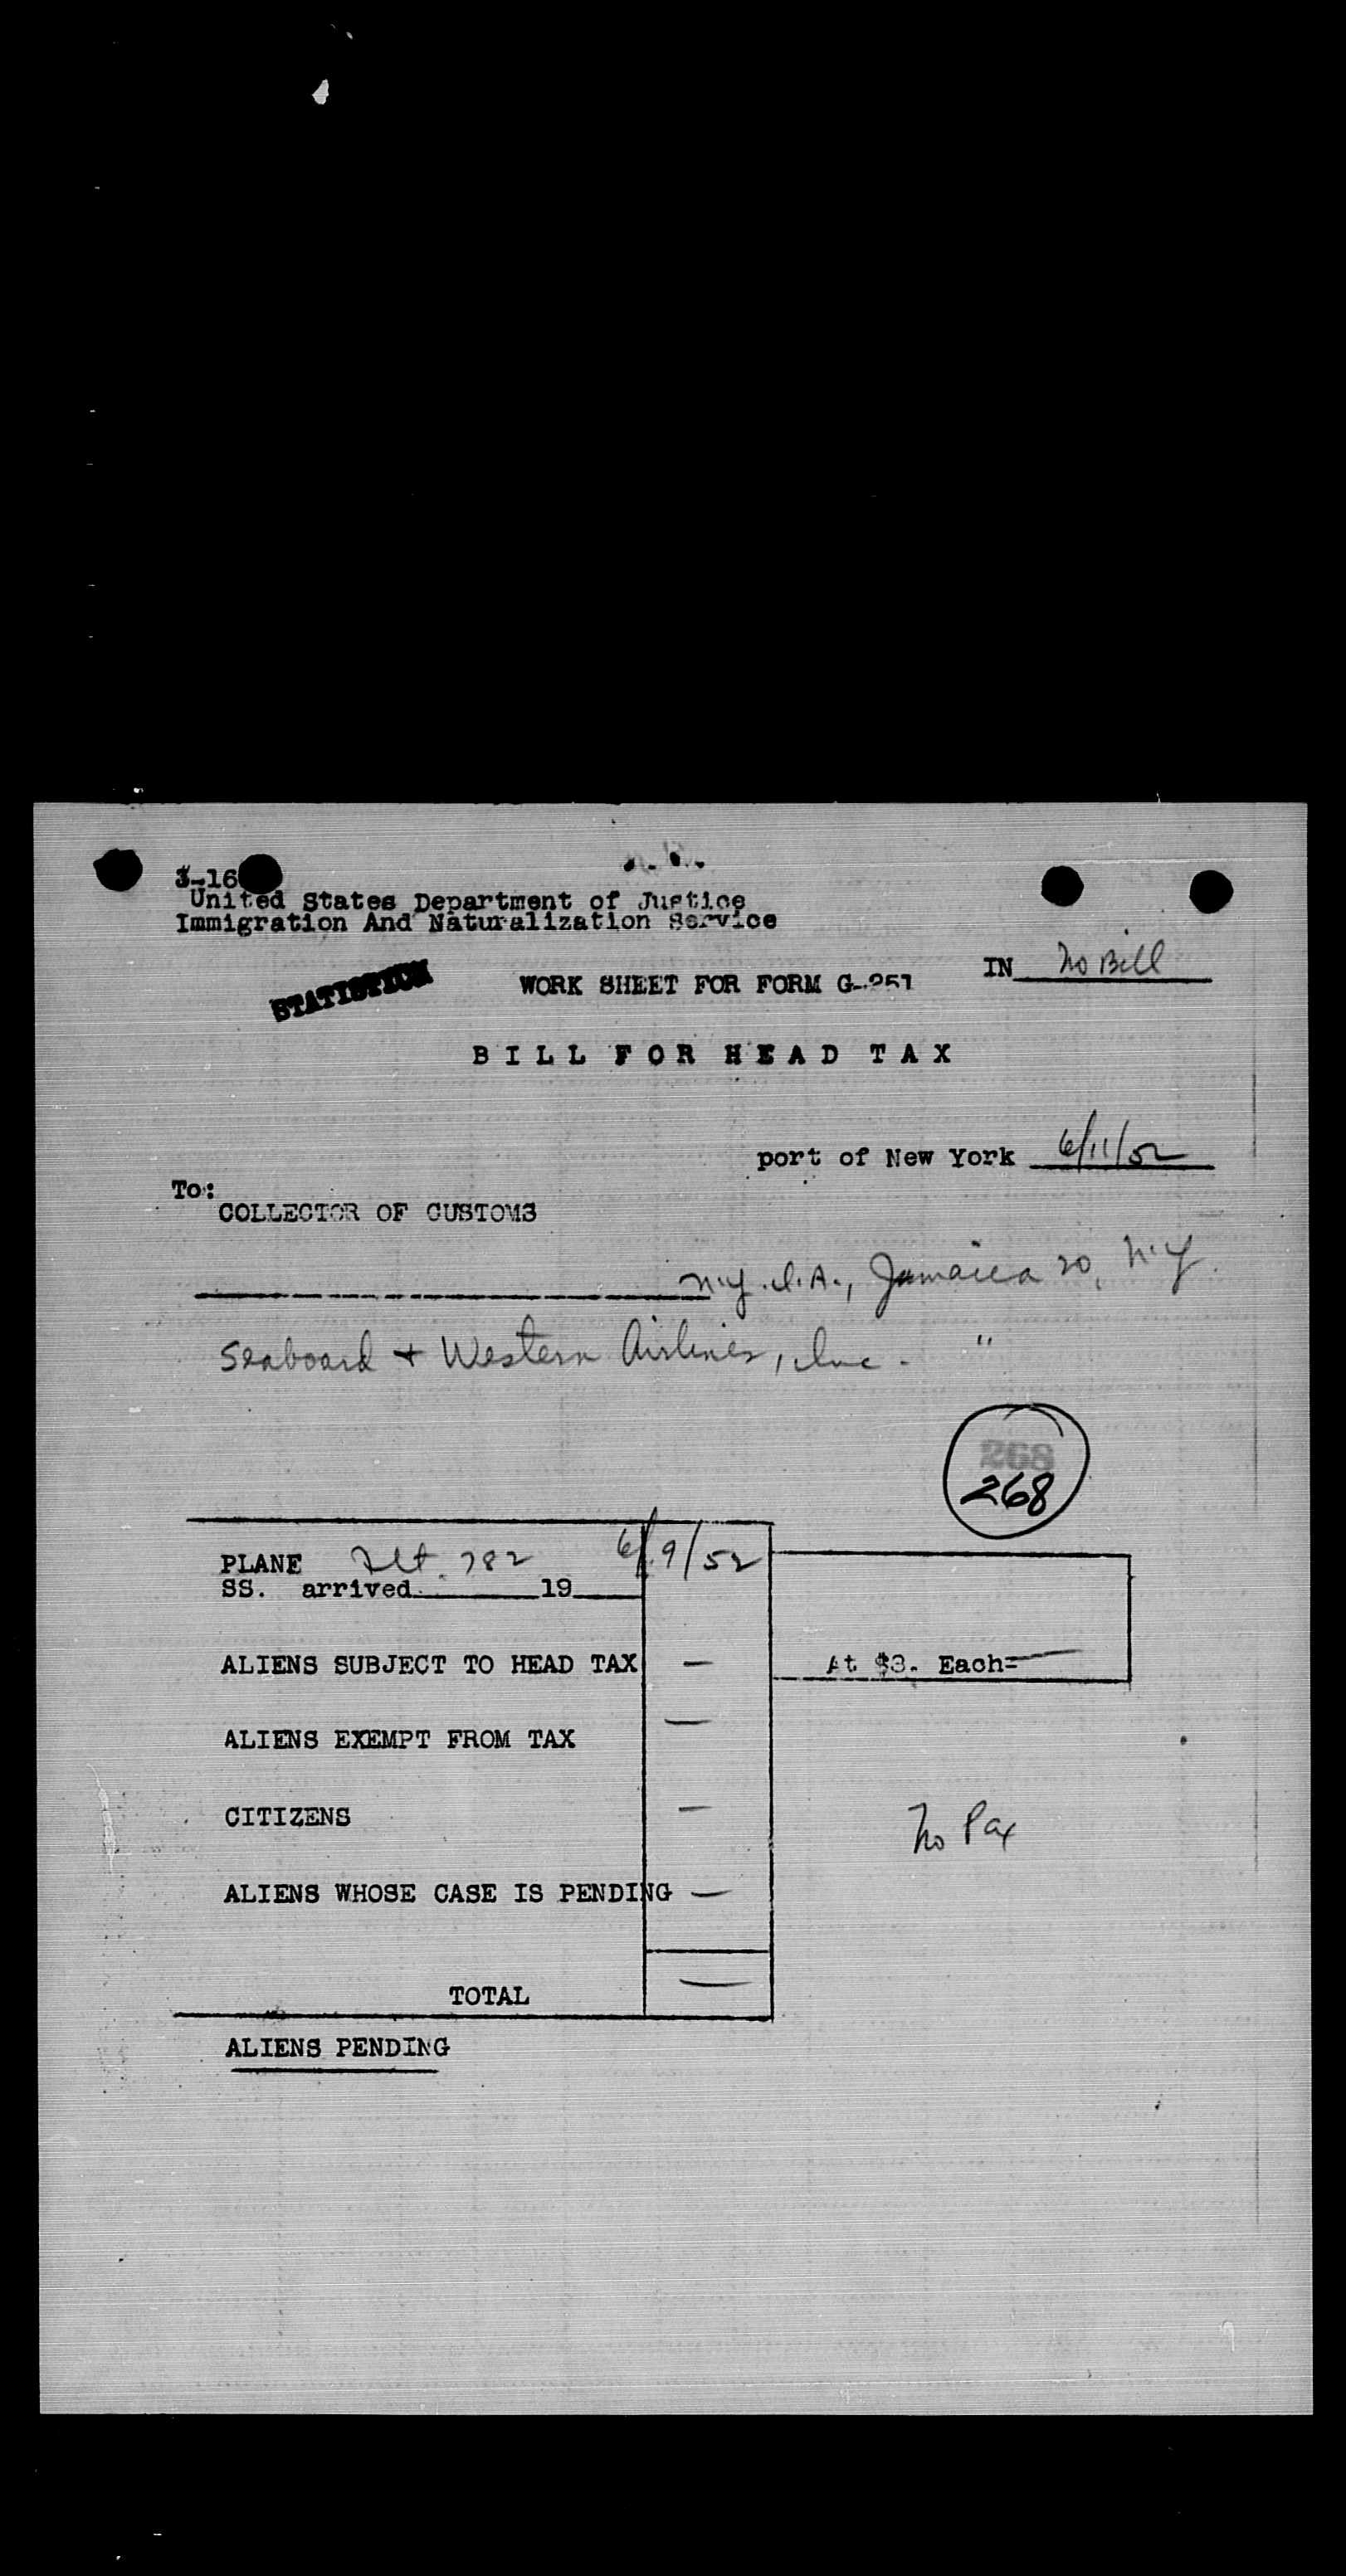 3-16
United States Department of Justice
Immigration And Naturalization Service
IN No Bill
STATISTICS
WORK SHEET FOR FORM G-251
BILL FOR HEAD TAX
port of New York 6/11/52
To:
COLLECTOR OF CUSTOMS
N.Y.I.A., Jamaica 20, N.Y.
Seaboard + Western Airlines, Inc. "
268
268
PLANE Flt. 782 6/9/52
SS. arrived 19
ALIENS SUBJECT TO HEAD TAX — At $3. Each= —
ALIENS EXEMPT FROM TAX —
CITIZENS —
No Pax
ALIENS WHOSE CASE IS PENDING —
TOTAL —
ALIENS PENDING